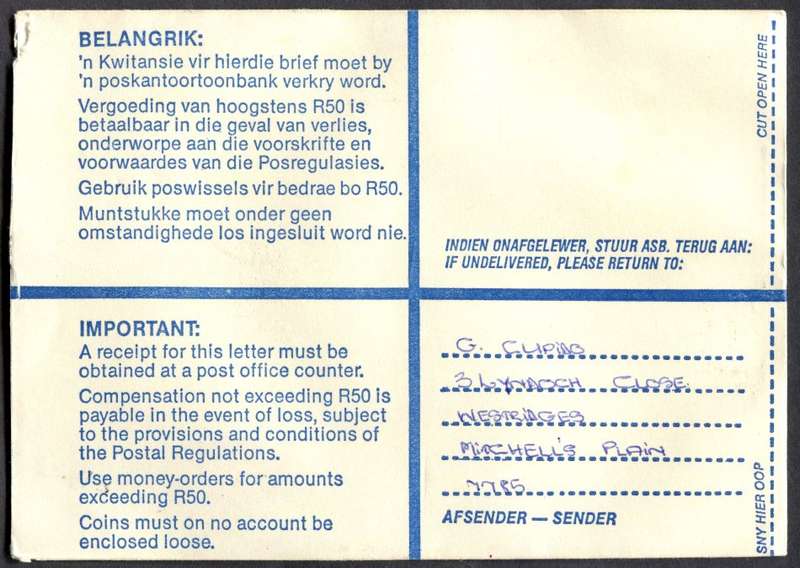 BELANGRIK:
'n Kwitansie vir hierdie brief moet by
'n poskantoortoonbank verkry word.
Vergoeding van hoogstens R50 is
betaalbaar in die geval van verlies,
onderworpe aan die voorskrifte en
voorwaardes van die Posregulasies.
Gebruik poswissels vir bedrae bo R50.
Muntstukke moet onder geen
omstandighede los ingesluit word nie.
CUT OPEN HERE
INDIEN ONAFGELEWER, STUUR ASB. TERUG AAN:
IF UNDELIVERED, PLEASE RETURN TO:
IMPORTANT:
A receipt for this letter must be
obtained at a post office counter.
Compensation not exceeding R50 is
payable in the event of loss, subject
to the provisions and conditions of
the Postal Regulations.
Use money-orders for amounts
exceeding R50.
Coins must on no account be
enclosed loose.
G.
3 CLOSE
WESTRIDGES
MITCHELL'S PLAIN
7785
AFSENDER — SENDER
SNY HIER OOP